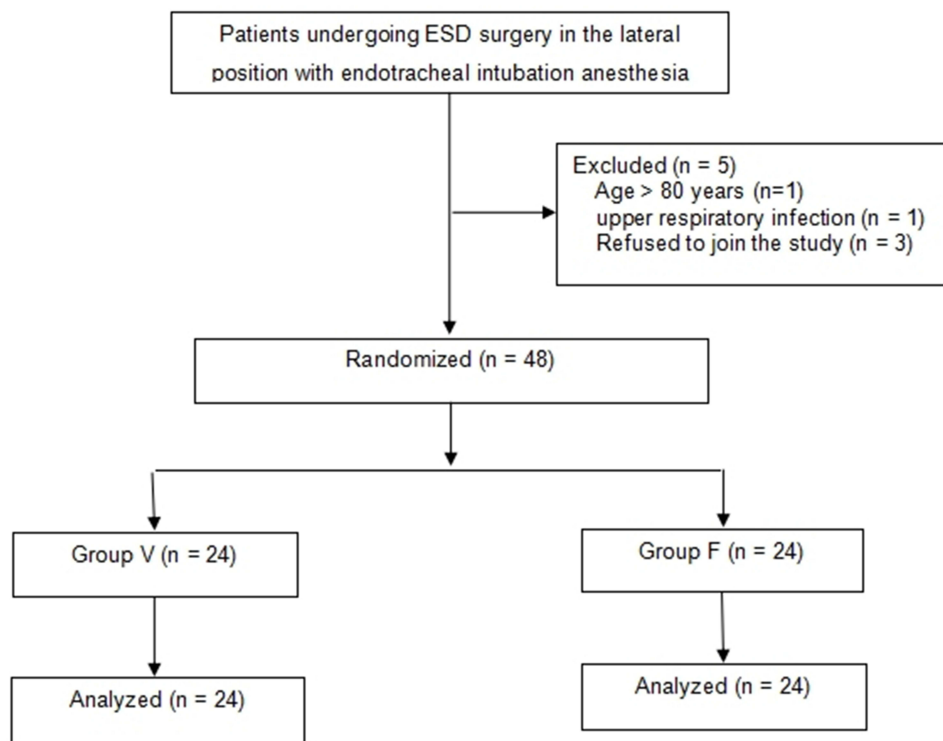 Patients undergoing ESD surgery in the lateral
position with endotracheal intubation anesthesia
Excluded (n = 5)
Age > 80 years (n=1)
upper respiratory infection (n = 1)
Refused to join the study (n = 3)
Randomized (n = 48)
Group V (n = 24)
Group F (n = 24)
Analyzed (n = 24)
Analyzed (n = 24)